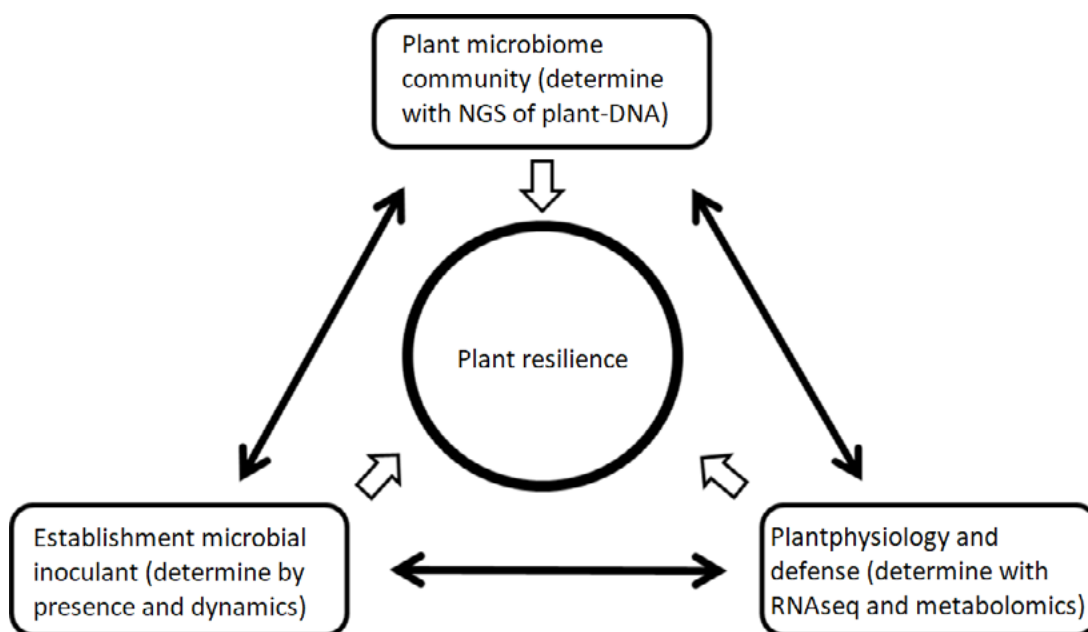 Plant microbiome
community (determine
with NGS of plant-DNA)
Plant resilience
Establishment microbial
inoculant (determine by
presence and dynamics)
Plantphysiology and
defense (determine with
RNAseq and metabolomics)